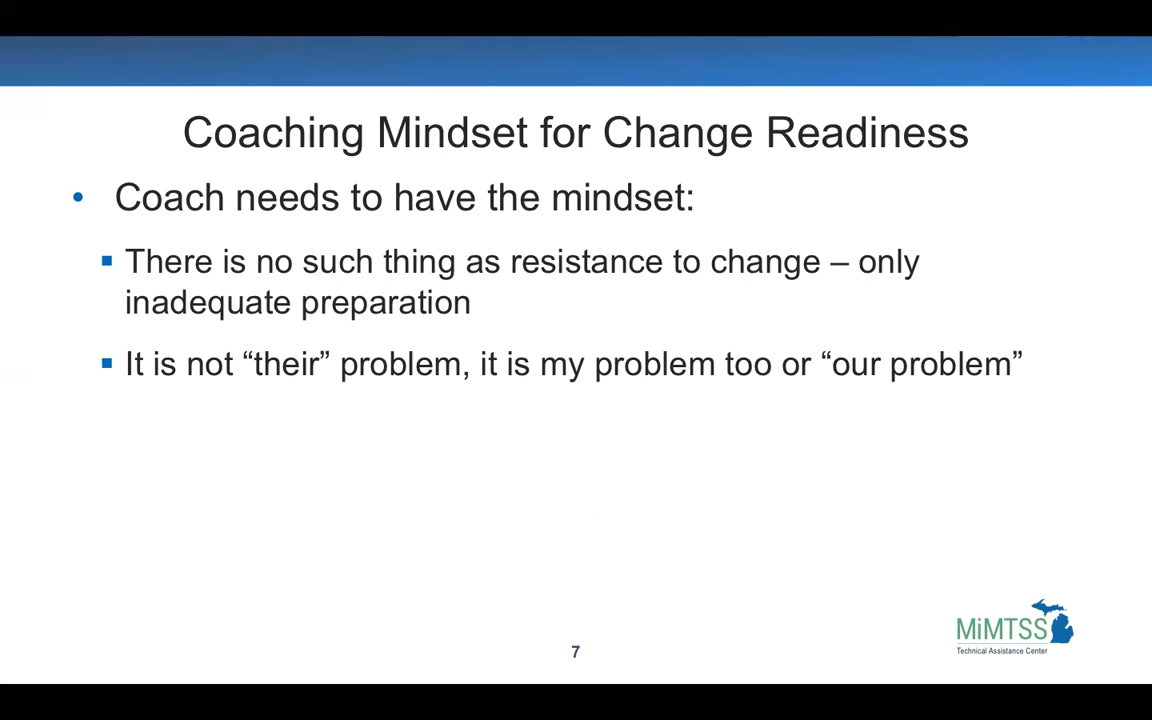 Coaching Mindset for Change Readiness
• Coach needs to have the mindset:
▪ There is no such thing as resistance to change – only
inadequate preparation
▪ It is not “their” problem, it is my problem too or “our problem”
MiMTSS
Technical Assistance Center
7